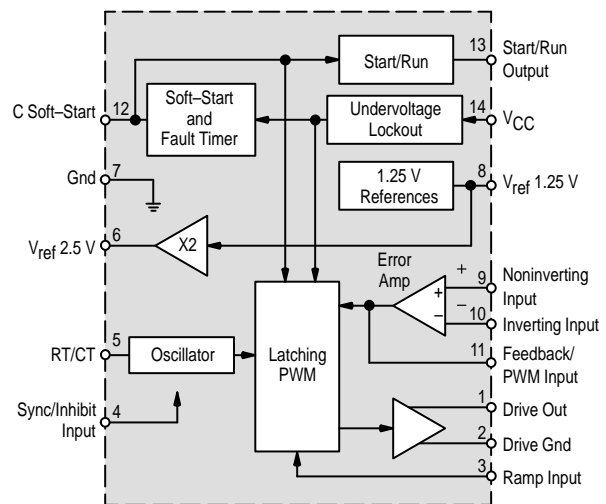 13
Start/Run
Output
Start/Run
C Soft–Start
12
Soft–Start
and
Fault Timer
Undervoltage
Lockout
14
VCC
7
Gnd
1.25 V
References
8
Vref 1.25 V
6
Vref 2.5 V
X2
Error
Amp
+
+
9
Noninverting
Input
–
–
10
Inverting Input
5
RT/CT
Oscillator
Latching
PWM
11
Feedback/
PWM Input
Sync/Inhibit
Input
4
1
Drive Out
2
Drive Gnd
3
Ramp Input